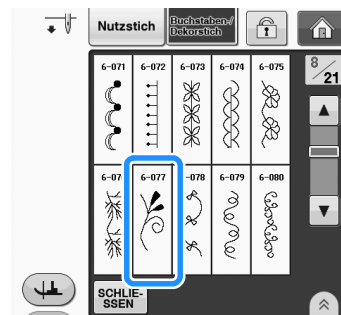 Nutzstich
Buchstaben-/
Dekorstich
6-071 6-072 6-073 6-074 6-075
8/21
6-077 -078 6-079 6-080
SCHLIE-
SSEN